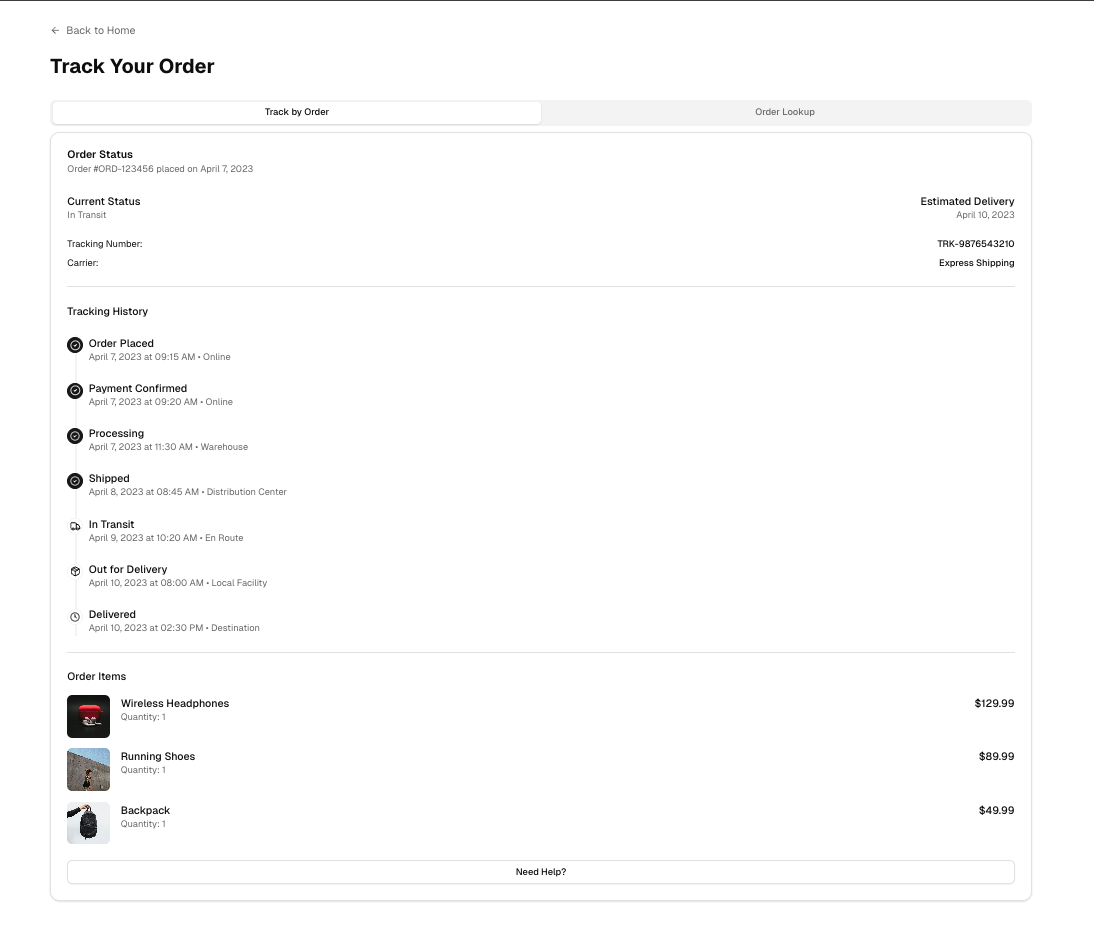 ← Back to Home
Track Your Order
Track by Order
Order Lookup
Order Status
Order #ORD-123456 placed on April 7, 2023
Current Status
Estimated Delivery
In Transit
April 10, 2023
Tracking Number:
TRK-9876543210
Carrier:
Express Shipping
Tracking History
Order Placed
April 7, 2023 at 09:15 AM • Online
Payment Confirmed
April 7, 2023 at 09:20 AM • Online
Processing
April 7, 2023 at 11:30 AM • Warehouse
Shipped
April 8, 2023 at 08:45 AM • Distribution Center
In Transit
April 9, 2023 at 10:20 AM • En Route
Out for Delivery
April 10, 2023 at 08:00 AM • Local Facility
Delivered
April 10, 2023 at 02:30 PM • Destination
Order Items
Wireless Headphones
$129.99
Quantity: 1
Running Shoes
$89.99
Quantity: 1
Backpack
$49.99
Quantity: 1
Need Help?